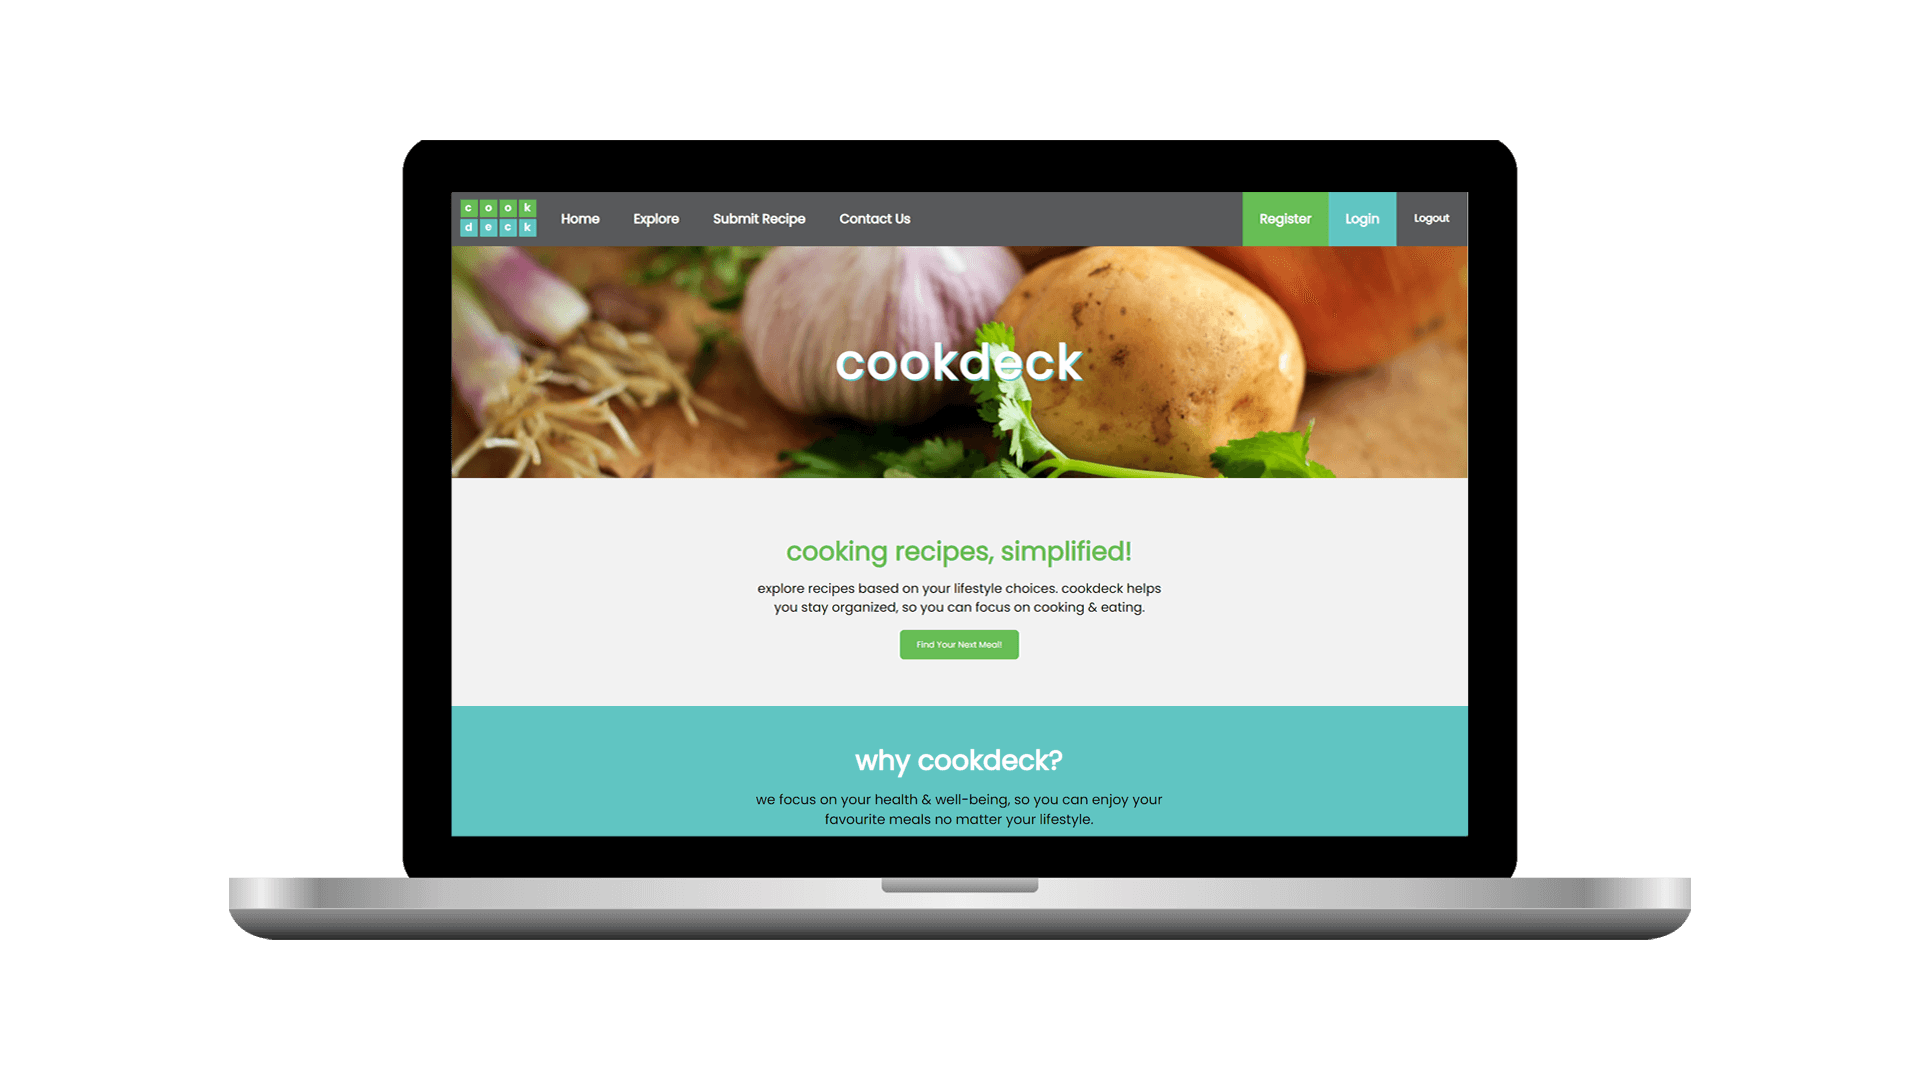 cook
deck
Home Explore Submit Recipe Contact Us Register Login Logout
cookdeck
cooking recipes, simplified!
explore recipes based on your lifestyle choices. cookdeck helps
you stay organized, so you can focus on cooking & eating.
Find Your Next Meal!
why cookdeck?
we focus on your health & well-being, so you can enjoy your
favourite meals no matter your lifestyle.